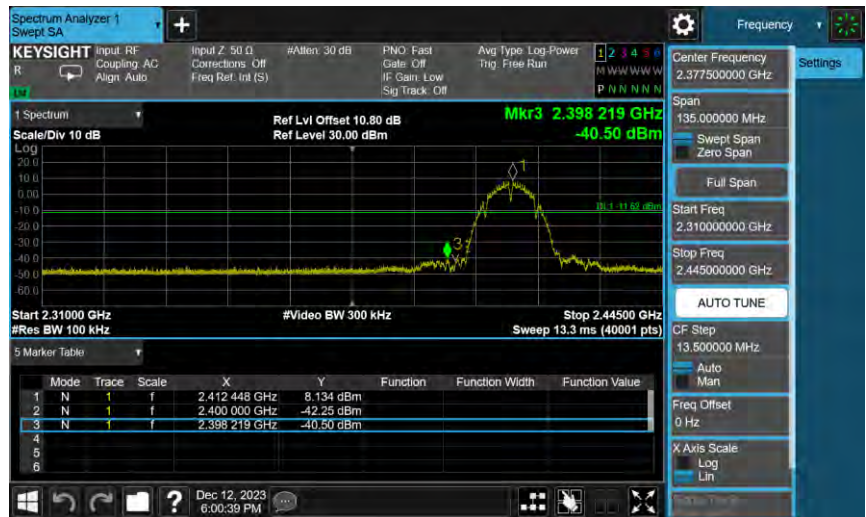 Spectrum Analyzer 1
Swept SA
Frequency
KEYSIGHT
R
Input: RF
Coupling: AC
Align: Auto
Input Z: 50 Ω
Corrections: Off
Freq Ref: Int (S)
#Atten: 30 dB
PNO: Fast
Gate: Off
IF Gain: Low
Sig Track: Off
Avg Type: Log-Power
Trig: Free Run
1 2 3 4 5 6
M W W W W W
P N N N N N
1 Spectrum
Scale/Div 10 dB
Ref Lvl Offset 10.80 dB
Ref Level 30.00 dBm
Mkr3 2.398 219 GHz
-40.50 dBm
Log
20.0
10.0
0.00
-10.0
-20.0
-30.0
-40.0
-50.0
-60.0
1
3
DL1 -11.62 dBm
Start 2.31000 GHz
#Res BW 100 kHz
#Video BW 300 kHz
Stop 2.44500 GHz
Sweep 13.3 ms (40001 pts)
5 Marker Table
Mode Trace Scale X Y Function Function Width Function Value
1 N 1 f 2.412 448 GHz 8.134 dBm
2 N 1 f 2.400 000 GHz -42.25 dBm
3 N 1 f 2.398 219 GHz -40.50 dBm
4
5
6
Dec 12, 2023
6:00:39 PM
Center Frequency
2.377500000 GHz
Settings
Span
135.000000 MHz
Swept Span
Zero Span
Full Span
Start Freq
2.310000000 GHz
Stop Freq
2.445000000 GHz
AUTO TUNE
CF Step
13.500000 MHz
Auto
Man
Freq Offset
0 Hz
X Axis Scale
Log
Lin